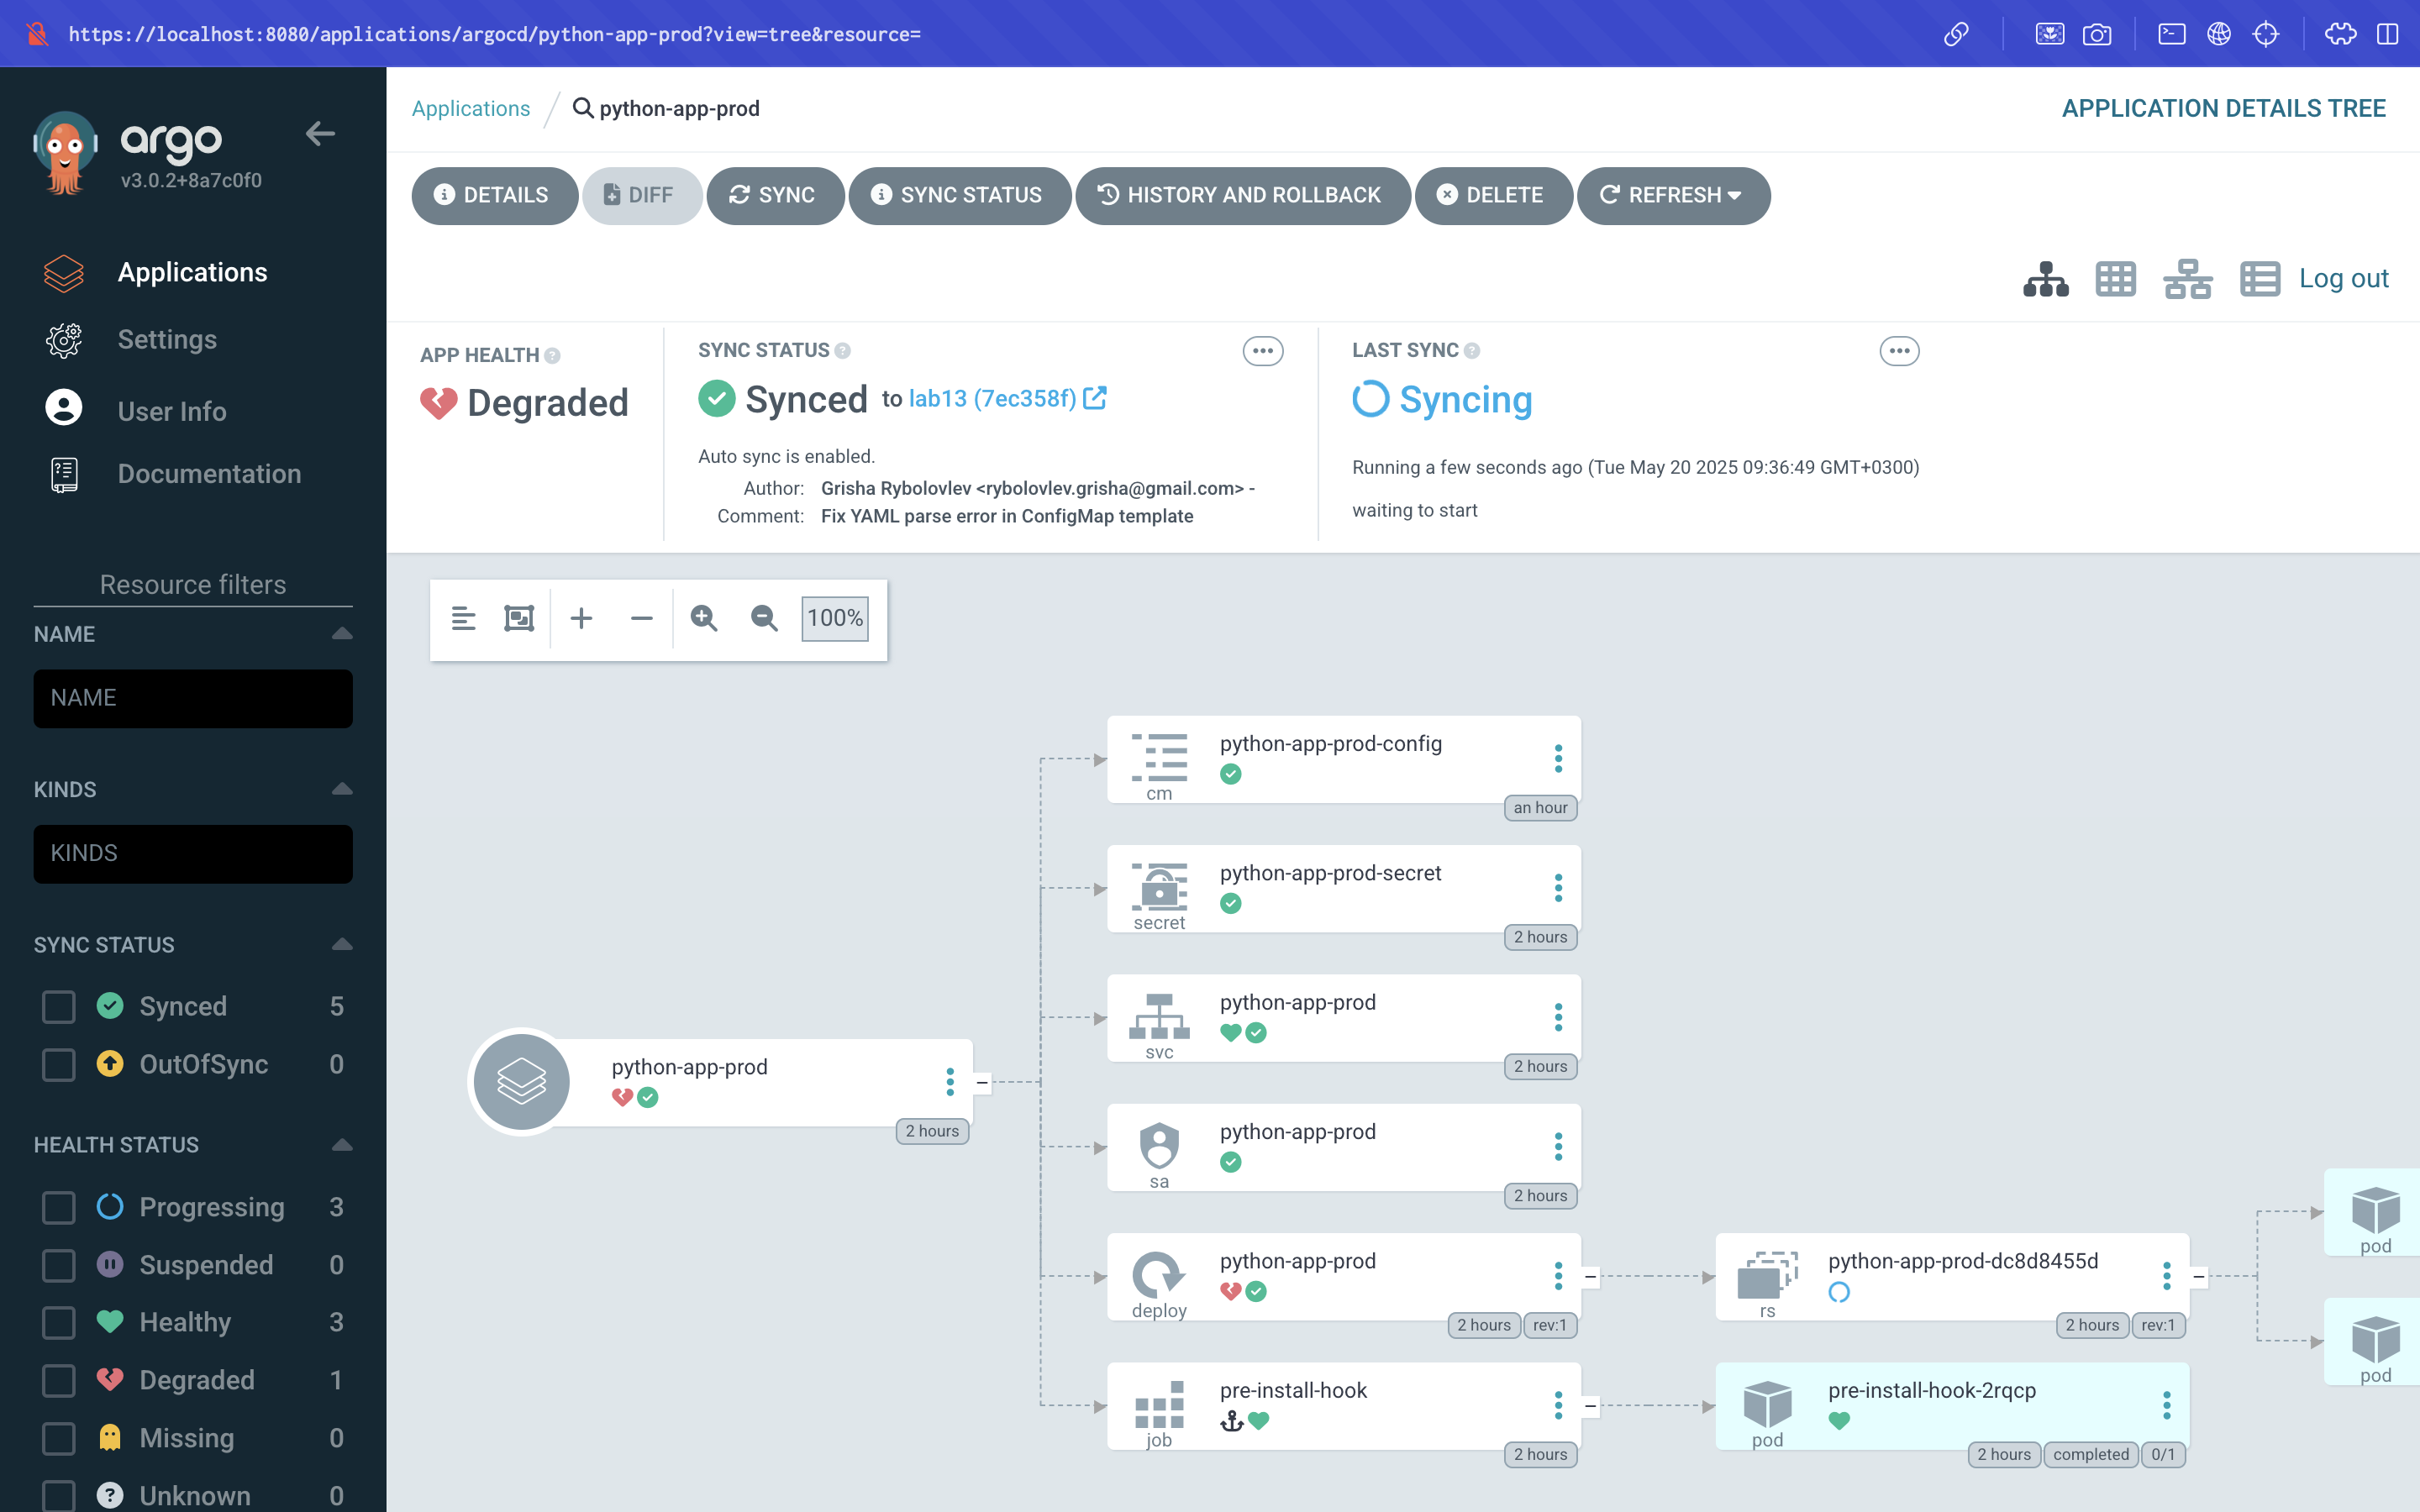 https://localhost:8080/applications/argocd/python-app-prod?view=tree&resource=
argo
v3.0.2+8a7c0f0
Applications
Settings
User Info
Documentation
Resource filters
NAME
NAME
KINDS
KINDS
SYNC STATUS
Synced 5
OutOfSync 0
HEALTH STATUS
Progressing 3
Suspended 0
Healthy 3
Degraded 1
Missing 0
Unknown 0
Applications / python-app-prod
APPLICATION DETAILS TREE
DETAILS DIFF SYNC SYNC STATUS HISTORY AND ROLLBACK DELETE REFRESH
Log out
APP HEALTH
Degraded
SYNC STATUS
Synced to lab13 (7ec358f)
Auto sync is enabled.
Author: Grisha Rybolovlev <rybolovlev.grisha@gmail.com> -
Comment: Fix YAML parse error in ConfigMap template
LAST SYNC
Syncing
Running a few seconds ago (Tue May 20 2025 09:36:49 GMT+0300)
waiting to start
100%
python-app-prod
2 hours
python-app-prod-config
cm
an hour
python-app-prod-secret
secret
2 hours
python-app-prod
svc
2 hours
python-app-prod
sa
2 hours
python-app-prod
deploy
2 hours rev:1
python-app-prod-dc8d8455d
rs
2 hours rev:1
pod
pod
pre-install-hook
job
2 hours
pre-install-hook-2rqcp
pod
2 hours completed 0/1